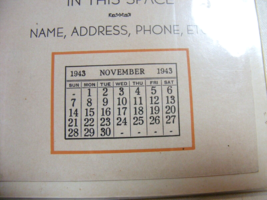 IN THIS SPACE
NAME, ADDRESS, PHONE, ET
1943 NOVEMBER 1943
SUN MON TUE WED THU FRI SAT
- 1 2 3 4 5 6
7 8 9 10 11 12 13
14 15 16 17 18 19 20
21 22 23 24 25 26 27
28 29 30 - - - -